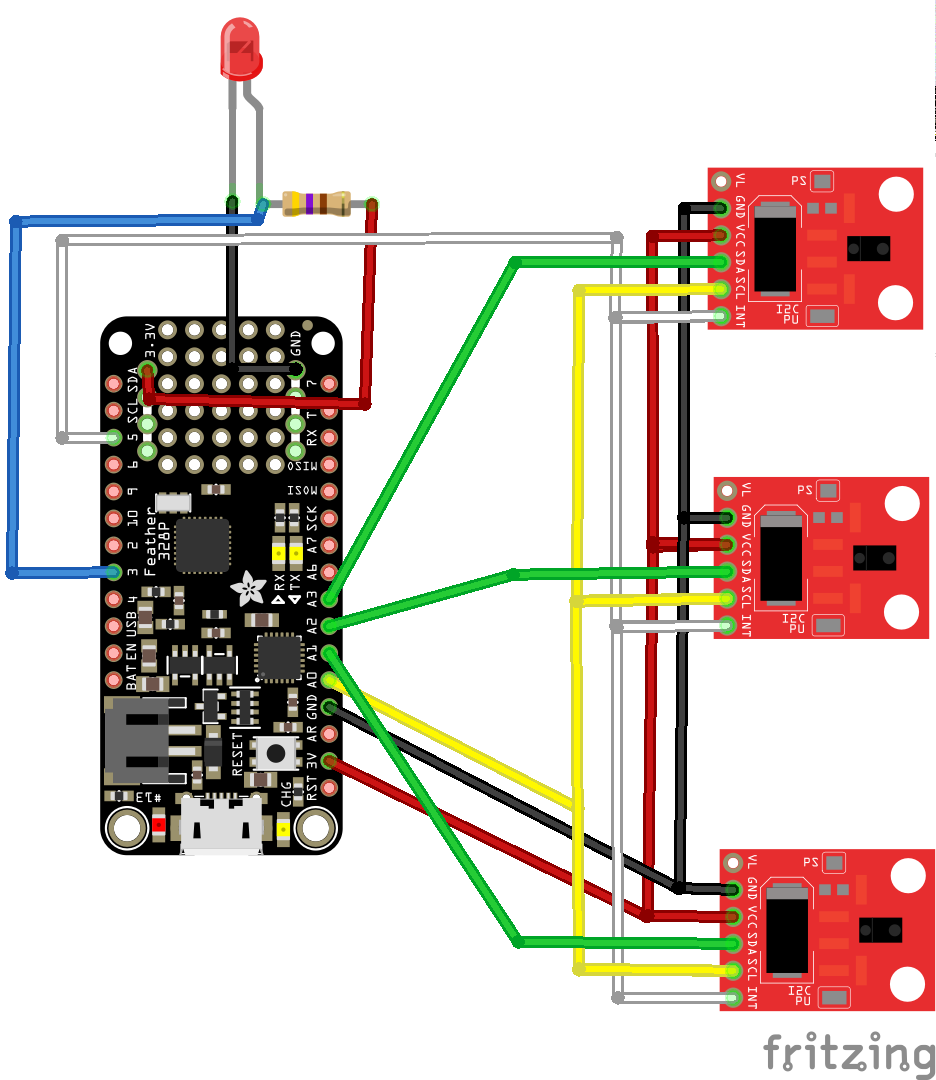 3.3V
GND
SDA
SCL
5
6
9
10
2
3
4
USB
EN
BAT
7
TX
RX
MISO
MOSI
SCK
A7
A6
A3
A2
A1
A0
GND
AR
3V
RST
Feather
328P
RX
TX
RESET
CHG
#13
VL
GND
VCC
SDA
SCL
INT
P2
I2C
PU
VL
GND
VCC
SDA
SCL
INT
P2
I2C
PU
VL
GND
VCC
SDA
SCL
INT
P2
I2C
PU
fritzing